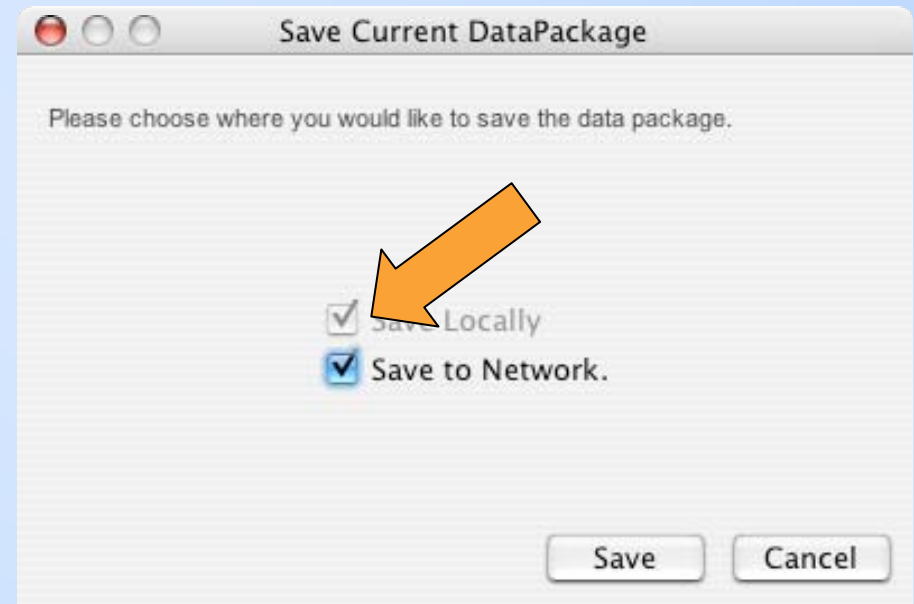 Save Current DataPackage
Please choose where you would like to save the data package.
Save Locally
Save to Network.
Save
Cancel